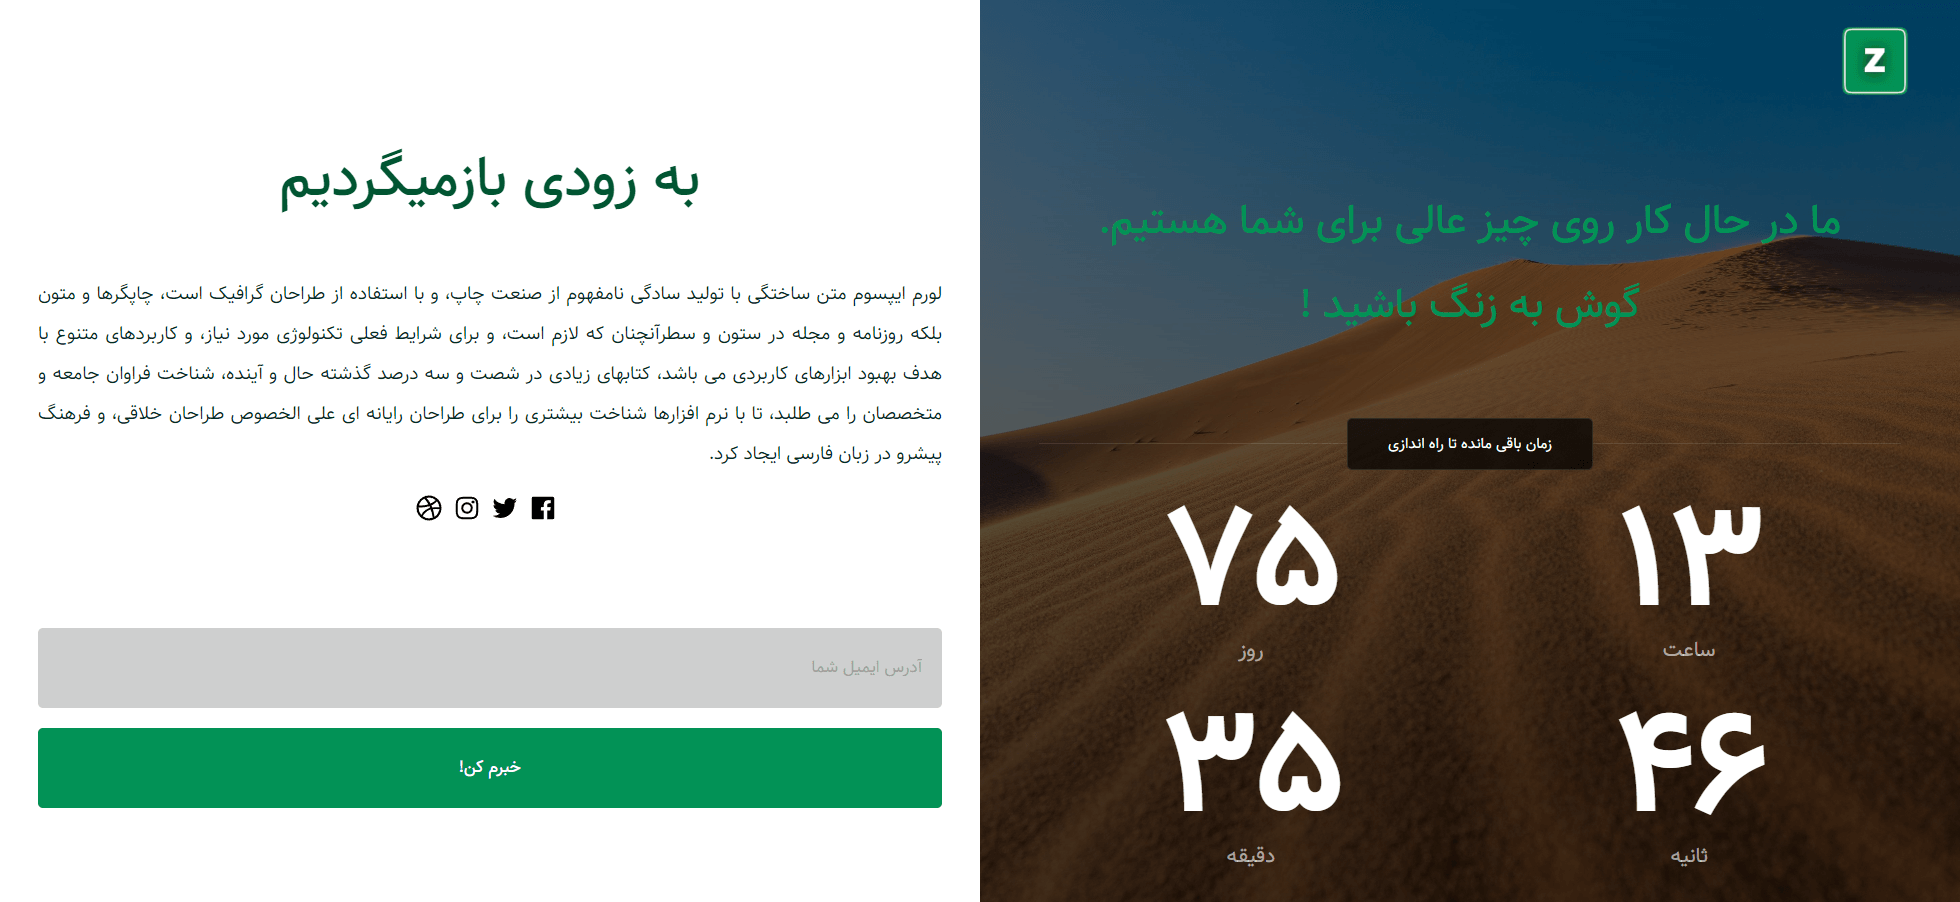 Z
ما در حال کار روی چیز عالی برای شما هستیم.
گوش به زنگ باشید !
زمان باقی مانده تا راه اندازی
۱۳
ساعت
۷۵
روز
۴۶
ثانیه
۳۵
دقیقه
به زودی بازمیگردیم
لورم ایپسوم متن ساختگی با تولید سادگی نامفهوم از صنعت چاپ، و با استفاده از طراحان گرافیک است، چاپگرها و متون
بلکه روزنامه و مجله در ستون و سطرآنچنان که لازم است، و برای شرایط فعلی تکنولوژی مورد نیاز، و کاربردهای متنوع با
هدف بهبود ابزارهای کاربردی می باشد، کتابهای زیادی در شصت و سه درصد گذشته حال و آینده، شناخت فراوان جامعه و
متخصصان را می طلبد، تا با نرم افزارها شناخت بیشتری را برای طراحان رایانه ای علی الخصوص طراحان خلاقی، و فرهنگ
پیشرو در زبان فارسی ایجاد کرد.
آدرس ایمیل شما
خبرم کن!